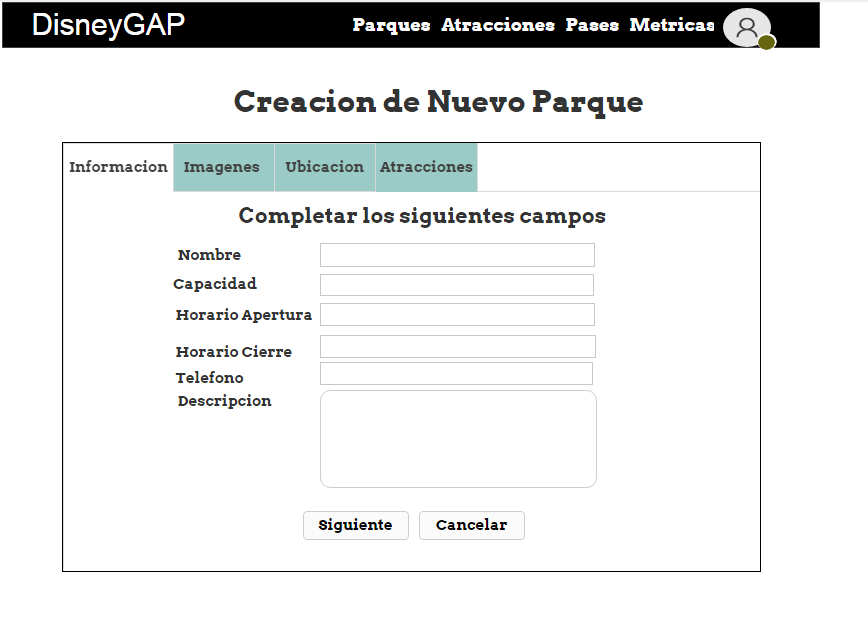 DisneyGAP Parques Atracciones Pases Metricas
Creacion de Nuevo Parque
Informacion Imagenes Ubicacion Atracciones
Completar los siguientes campos
Nombre
Capacidad
Horario Apertura
Horario Cierre
Telefono
Descripcion
Siguiente Cancelar